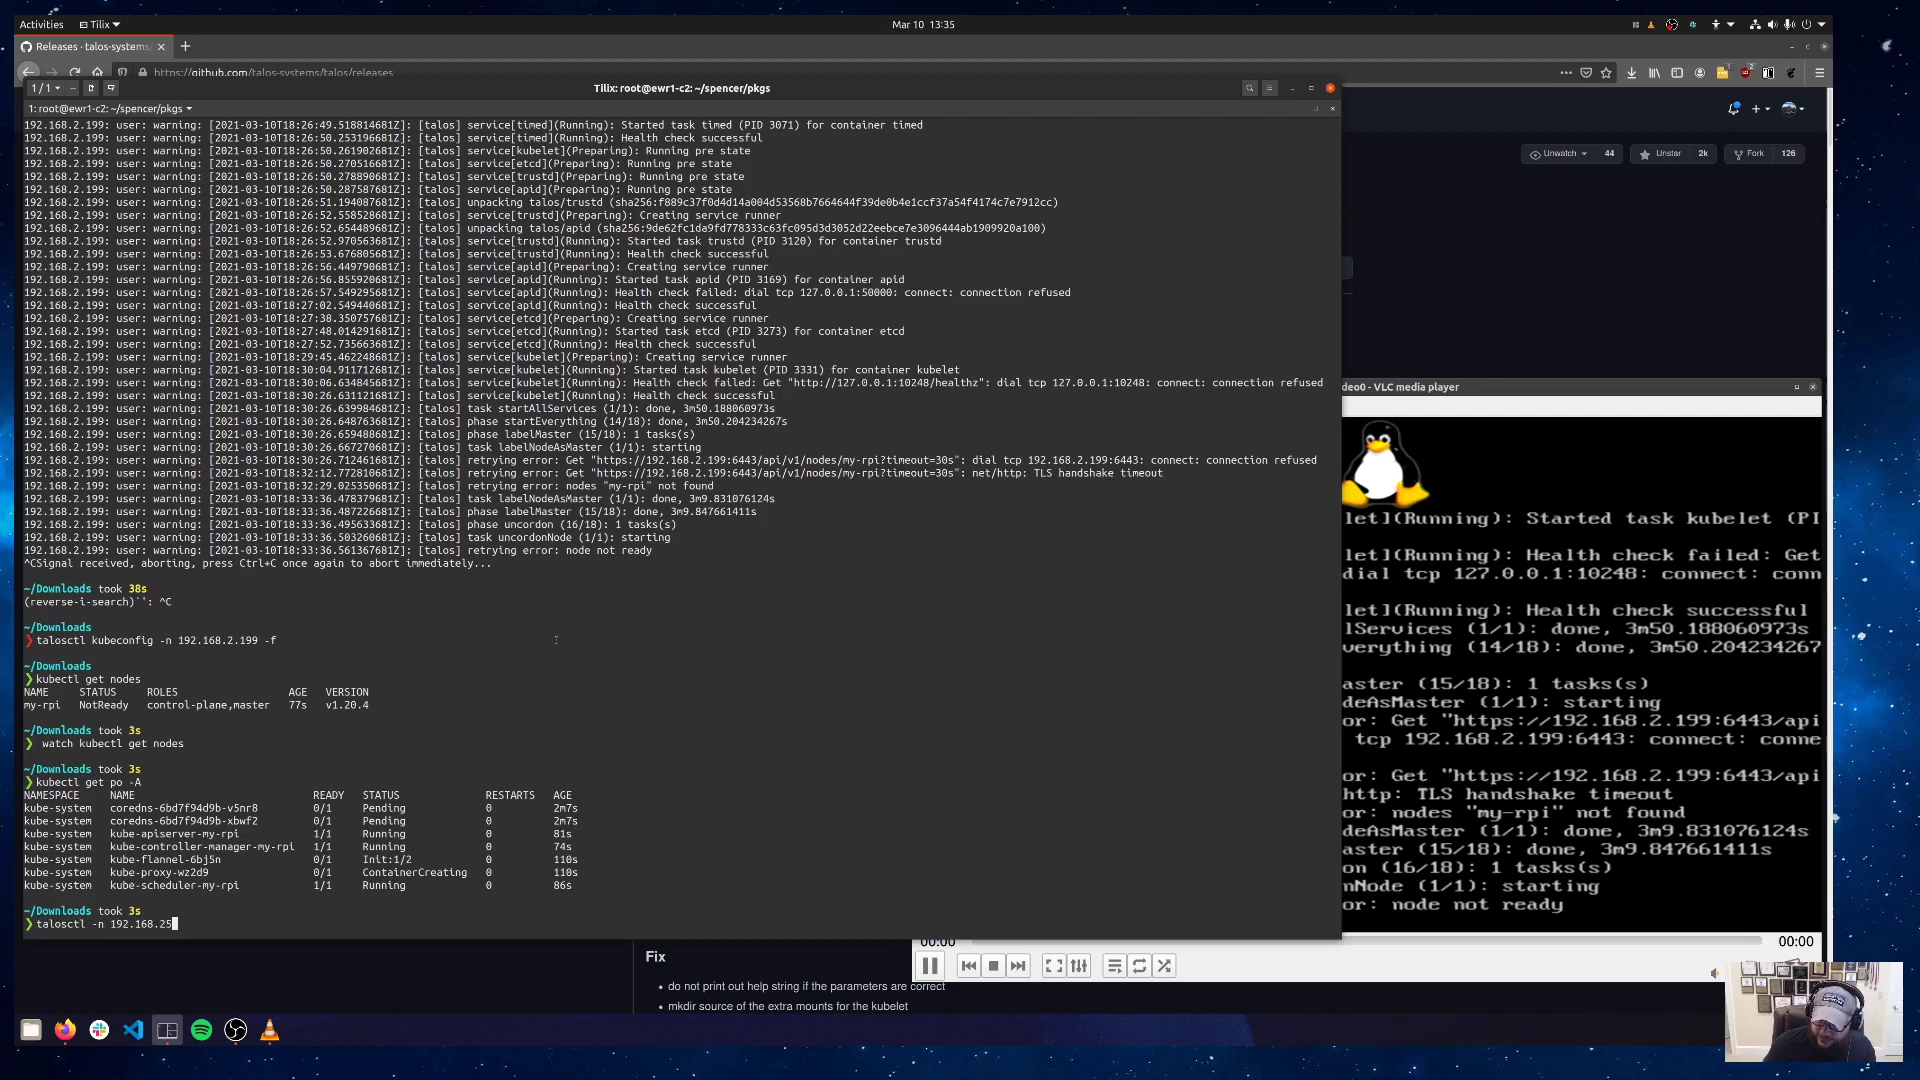 Activities
Tilix
Mar 10 13:35
Releases · talos-systems/
https://github.com/talos-systems/talos/releases
1 / 1
Tilix: root@ewr1-c2: ~/spencer/pkgs
1: root@ewr1-c2: ~/spencer/pkgs
192.168.2.199: user: warning: [2021-03-10T18:26:49.518814681Z]: [talos] service[timed](Running): Started task timed (PID 3071) for container timed
192.168.2.199: user: warning: [2021-03-10T18:26:50.253196681Z]: [talos] service[timed](Running): Health check successful
192.168.2.199: user: warning: [2021-03-10T18:26:50.261902681Z]: [talos] service[kubelet](Preparing): Running pre state
192.168.2.199: user: warning: [2021-03-10T18:26:50.270516681Z]: [talos] service[etcd](Preparing): Running pre state
192.168.2.199: user: warning: [2021-03-10T18:26:50.278890681Z]: [talos] service[trustd](Preparing): Running pre state
192.168.2.199: user: warning: [2021-03-10T18:26:50.287587681Z]: [talos] service[apid](Preparing): Running pre state
192.168.2.199: user: warning: [2021-03-10T18:26:51.194087681Z]: [talos] unpacking talos/trustd (sha256:f889c37f0d4d14a004d53568b7664644f39de0b4e1ccf37a54f4174c7e7912cc)
192.168.2.199: user: warning: [2021-03-10T18:26:52.558528681Z]: [talos] service[trustd](Preparing): Creating service runner
192.168.2.199: user: warning: [2021-03-10T18:26:52.654489681Z]: [talos] unpacking talos/apid (sha256:9de62fc1da9fd778333c63fc095d3d3052d22eebce7e3096444ab1909920a100)
192.168.2.199: user: warning: [2021-03-10T18:26:52.970563681Z]: [talos] service[trustd](Running): Started task trustd (PID 3120) for container trustd
192.168.2.199: user: warning: [2021-03-10T18:26:53.676805681Z]: [talos] service[trustd](Running): Health check successful
192.168.2.199: user: warning: [2021-03-10T18:26:56.449790681Z]: [talos] service[apid](Preparing): Creating service runner
192.168.2.199: user: warning: [2021-03-10T18:26:56.855920681Z]: [talos] service[apid](Running): Started task apid (PID 3169) for container apid
192.168.2.199: user: warning: [2021-03-10T18:26:57.549295681Z]: [talos] service[apid](Running): Health check failed: dial tcp 127.0.0.1:50000: connect: connection refused
192.168.2.199: user: warning: [2021-03-10T18:27:02.549440681Z]: [talos] service[apid](Running): Health check successful
192.168.2.199: user: warning: [2021-03-10T18:27:38.350757681Z]: [talos] service[etcd](Preparing): Creating service runner
192.168.2.199: user: warning: [2021-03-10T18:27:48.014291681Z]: [talos] service[etcd](Running): Started task etcd (PID 3273) for container etcd
192.168.2.199: user: warning: [2021-03-10T18:27:52.735668681Z]: [talos] service[etcd](Running): Health check successful
192.168.2.199: user: warning: [2021-03-10T18:29:45.462248681Z]: [talos] service[kubelet](Preparing): Creating service runner
192.168.2.199: user: warning: [2021-03-10T18:30:04.911712681Z]: [talos] service[kubelet](Running): Started task kubelet (PID 3331) for container kubelet
192.168.2.199: user: warning: [2021-03-10T18:30:06.634845681Z]: [talos] service[kubelet](Running): Health check failed: Get "http://127.0.0.1:10248/healthz": dial tcp 127.0.0.1:10248: connect: connection refused
192.168.2.199: user: warning: [2021-03-10T18:30:26.631121681Z]: [talos] service[kubelet](Running): Health check successful
192.168.2.199: user: warning: [2021-03-10T18:30:26.639984681Z]: [talos] task startAllServices (1/1): done, 3m50.188060973s
192.168.2.199: user: warning: [2021-03-10T18:30:26.648763681Z]: [talos] phase startEverything (14/18): done, 3m50.204234267s
192.168.2.199: user: warning: [2021-03-10T18:30:26.659488681Z]: [talos] phase labelMaster (15/18): 1 tasks(s)
192.168.2.199: user: warning: [2021-03-10T18:30:26.667270681Z]: [talos] task labelNodeAsMaster (1/1): starting
192.168.2.199: user: warning: [2021-03-10T18:30:26.712461681Z]: [talos] retrying error: Get "https://192.168.2.199:6443/api/v1/nodes/my-rpi?timeout=30s": dial tcp 192.168.2.199:6443: connect: connection refused
192.168.2.199: user: warning: [2021-03-10T18:32:12.772810681Z]: [talos] retrying error: Get "https://192.168.2.199:6443/api/v1/nodes/my-rpi?timeout=30s": net/http: TLS handshake timeout
192.168.2.199: user: warning: [2021-03-10T18:32:29.025350681Z]: [talos] retrying error: nodes "my-rpi" not found
192.168.2.199: user: warning: [2021-03-10T18:33:36.478379681Z]: [talos] task labelNodeAsMaster (1/1): done, 3m9.831076124s
192.168.2.199: user: warning: [2021-03-10T18:33:36.487226681Z]: [talos] phase labelMaster (15/18): done, 3m9.847661411s
192.168.2.199: user: warning: [2021-03-10T18:33:36.495633681Z]: [talos] phase uncordon (16/18): 1 tasks(s)
192.168.2.199: user: warning: [2021-03-10T18:33:36.503260681Z]: [talos] task uncordonNode (1/1): starting
192.168.2.199: user: warning: [2021-03-10T18:33:36.561367681Z]: [talos] retrying error: node not ready
^CSignal received, aborting, press Ctrl+C once again to abort immediately...
~/Downloads took 38s
(reverse-i-search)`': ^C
~/Downloads
❯ talosctl kubeconfig -n 192.168.2.199 -f
~/Downloads
❯ kubectl get nodes
NAME STATUS ROLES AGE VERSION
my-rpi NotReady control-plane,master 77s v1.20.4
~/Downloads took 3s
❯ watch kubectl get nodes
~/Downloads took 3s
❯ kubectl get po -A
NAMESPACE NAME READY STATUS RESTARTS AGE
kube-system coredns-6bd7f94d9b-v5nr8 0/1 Pending 0 2m7s
kube-system coredns-6bd7f94d9b-xbwf2 0/1 Pending 0 2m7s
kube-system kube-apiserver-my-rpi 1/1 Running 0 81s
kube-system kube-controller-manager-my-rpi 1/1 Running 0 74s
kube-system kube-flannel-6bj5n 0/1 Init:1/2 0 110s
kube-system kube-proxy-wz2d9 0/1 ContainerCreating 0 110s
kube-system kube-scheduler-my-rpi 1/1 Running 0 86s
~/Downloads took 3s
❯ talosctl -n 192.168.25
Unwatch 44
Unstar 2k
Fork 126
deo0 - VLC media player
let](Running): Started task kubelet (PI
let](Running): Health check failed: Get
dial tcp 127.0.0.1:10248: connect: conn
let](Running): Health check successful
lServices (1/1): done, 3m50.188060973s
verything (14/18): done, 3m50.204234267
aster (15/18): 1 tasks(s)
deAsMaster (1/1): starting
or: Get "https://192.168.2.199:6443/api
tcp 192.168.2.199:6443: connect: conne
or: Get "https://192.168.2.199:6443/api
http: TLS handshake timeout
or: nodes "my-rpi" not found
deAsMaster (1/1): done, 3m9.831076124s
aster (15/18): done, 3m9.847661411s
on (16/18): 1 tasks(s)
nNode (1/1): starting
or: node not ready
00:00
00:00
Fix
do not print out help string if the parameters are correct
mkdir source of the extra mounts for the kubelet